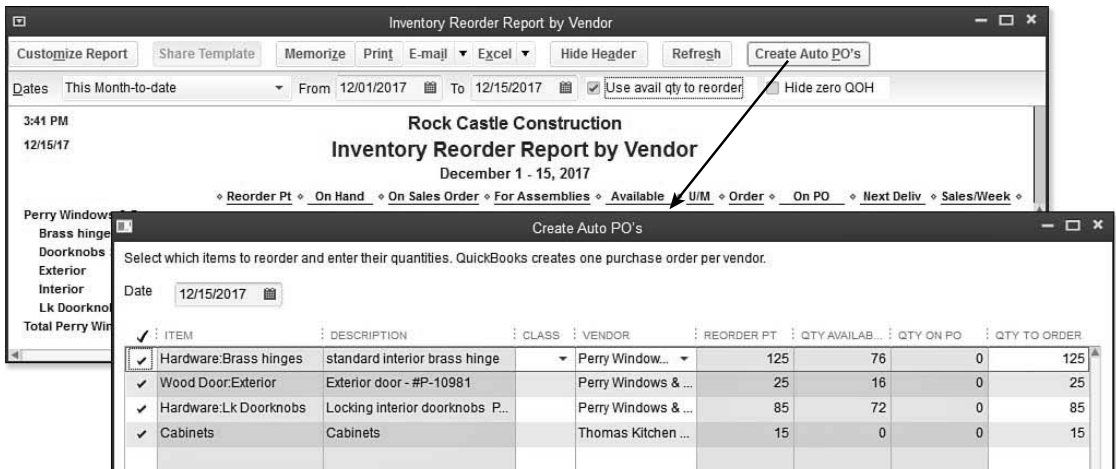 Inventory Reorder Report by Vendor
Customize Report Share Template Memorize Print E-mail Excel Hide Header Refresh Create Auto PO's
Dates This Month-to-date From 12/01/2017 To 12/15/2017 Use avail qty to reorder Hide zero QOH
3:41 PM
12/15/17
Rock Castle Construction
Inventory Reorder Report by Vendor
December 1 - 15, 2017
Reorder Pt On Hand On Sales Order For Assemblies Available U/M Order On PO Next Deliv Sales/Week
Perry Windows
Brass hinge
Doorknobs
Exterior
Interior
Lk Doorknol
Total Perry Win
Create Auto PO's
Select which items to reorder and enter their quantities. QuickBooks creates one purchase order per vendor.
Date 12/15/2017
ITEM DESCRIPTION CLASS VENDOR REORDER PT QTY AVAILAB... QTY ON PO QTY TO ORDER
Hardware:Brass hinges standard interior brass hinge Perry Window... 125 76 0 125
Wood Door:Exterior Exterior door - #P-10981 Perry Windows & ... 25 16 0 25
Hardware:Lk Doorknobs Locking interior doorknobs P... Perry Windows & ... 85 72 0 85
Cabinets Cabinets Thomas Kitchen ... 15 0 0 15